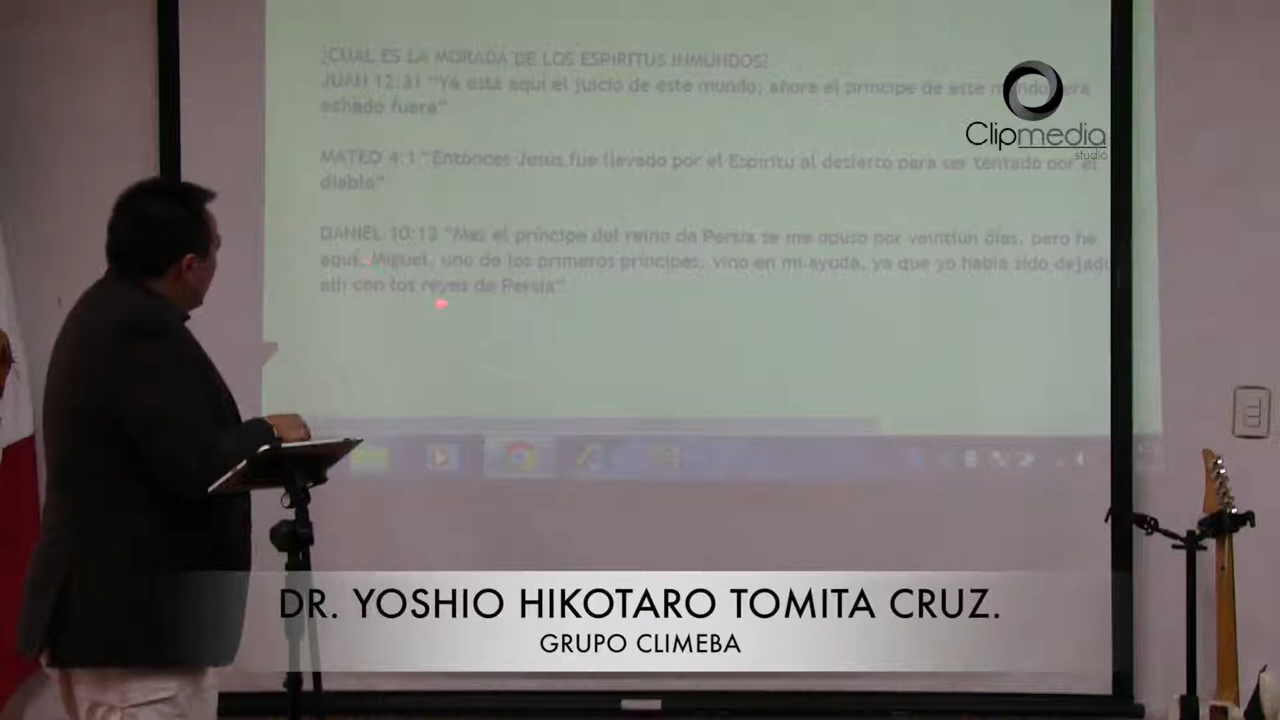 ¿CUAL ES LA MORADA DE LOS ESPIRITUS INMUNDOS?
JUAN 12:31 "Ya está aquí el juicio de este mundo; ahora el príncipe de este mundo será
echado fuera"
MATEO 4:1 "Entonces Jesús fue llevado por el Espíritu al desierto para ser tentado por el
diablo"
DANIEL 10:13 "Mas el príncipe del reino de Persia se me opuso por veintiun días, pero he
aquí, Miguel, uno de los primeros príncipes, vino en mi ayuda, ya que yo había sido dejado
allí con los reyes de Persia"
Clipmedia
studio
DR. YOSHIO HIKOTARO TOMITA CRUZ.
GRUPO CLIMEBA